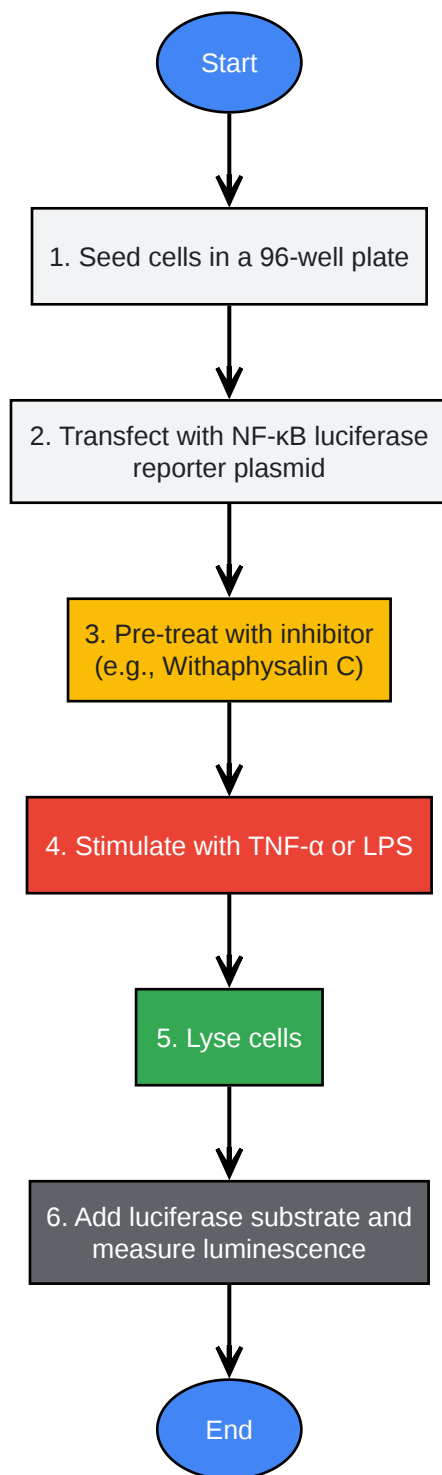 Start
1. Seed cells in a 96-well plate
2. Transfect with NF-κB luciferase
reporter plasmid
3. Pre-treat with inhibitor
(e.g., Withaphysalin C)
4. Stimulate with TNF-α or LPS
5. Lyse cells
6. Add luciferase substrate and
measure luminescence
End